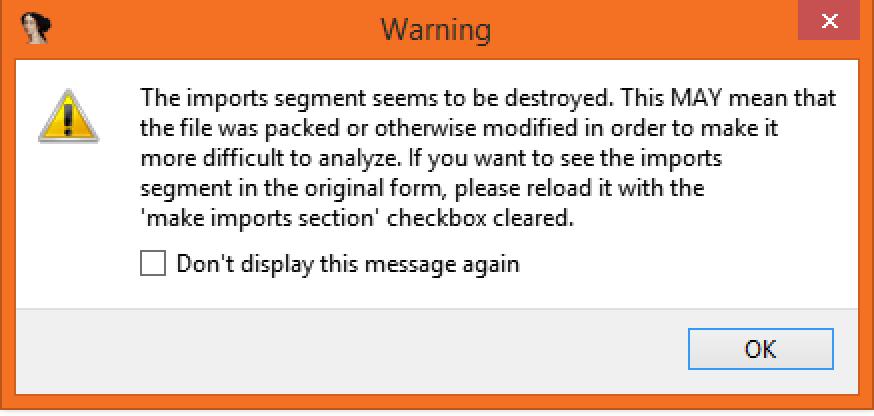 Warning
The imports segment seems to be destroyed. This MAY mean that
the file was packed or otherwise modified in order to make it
more difficult to analyze. If you want to see the imports
segment in the original form, please reload it with the
'make imports section' checkbox cleared.
Don't display this message again
OK